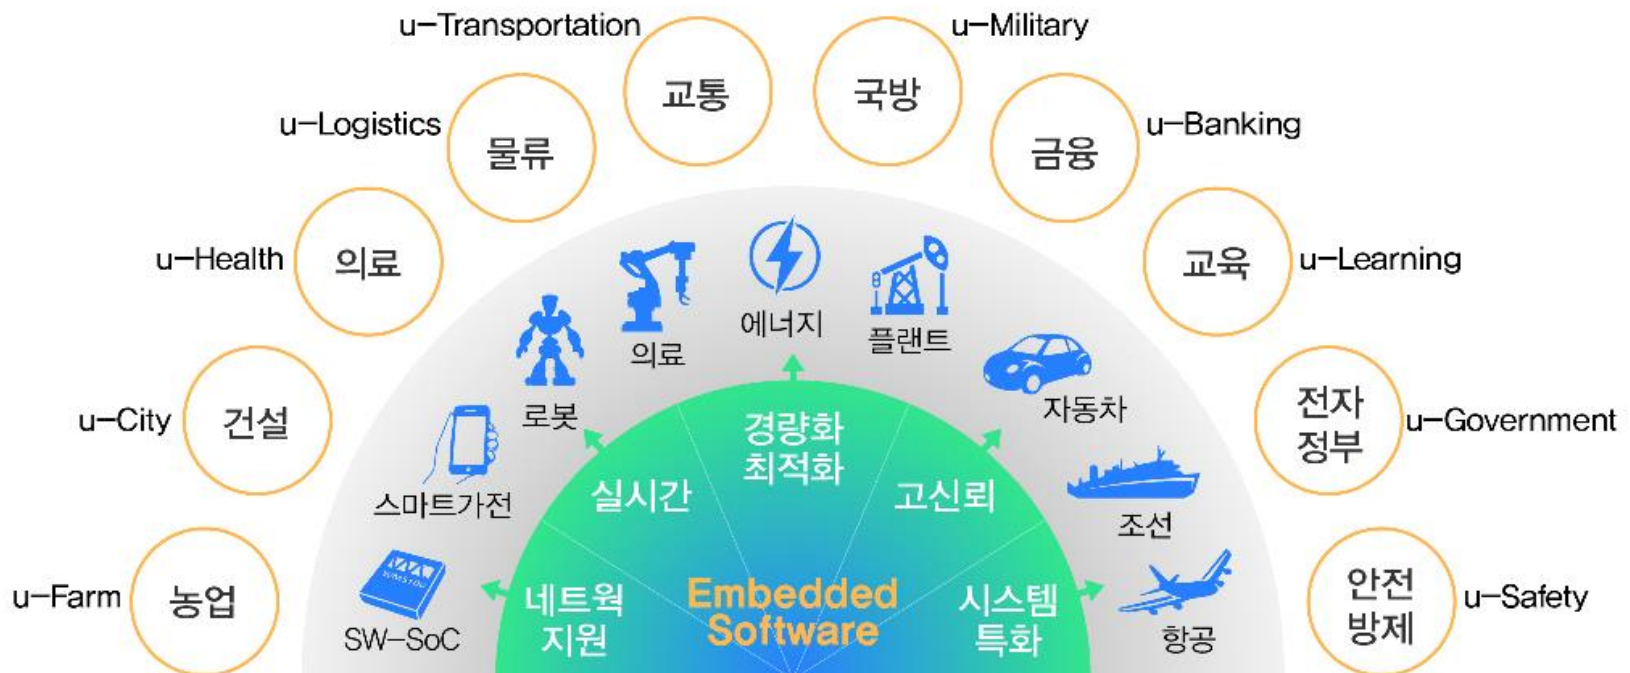 u-Transportation
교통
국방
u-Military
u-Logistics
물류
금융
u-Banking
u-Health
의료
교육
u-Learning
u-City
건설
전자
정부
u-Government
u-Farm
농업
안전
방제
u-Safety
SW-SoC
스마트가전
로봇
의료
에너지
플랜트
자동차
조선
항공
네트웍
지원
실시간
경량화
최적화
고신뢰
시스템
특화
Embedded
Software